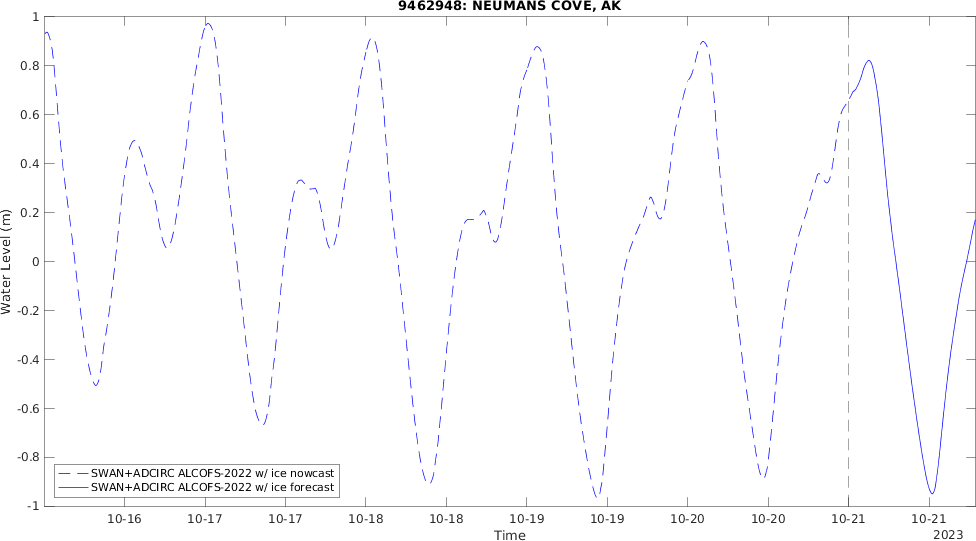 9462948: NEUMANS COVE, AK
1
0.8
0.6
0.4
0.2
0
-0.2
-0.4
-0.6
-0.8
-1
Water Level (m)
SWAN+ADCIRC ALCOFS-2022 w/ ice nowcast
SWAN+ADCIRC ALCOFS-2022 w/ ice forecast
10-16 10-17 10-17 10-18 10-18 10-19 10-19 10-20 10-20 10-21 10-21
Time
2023